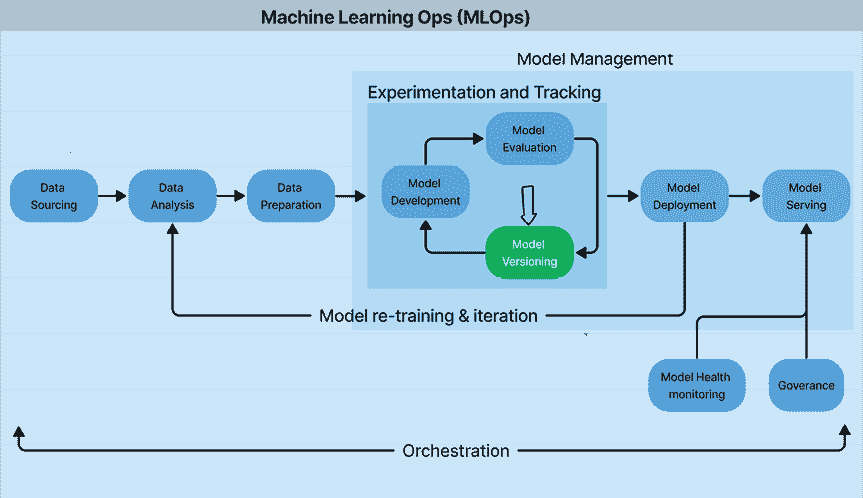 Machine Learning Ops (MLOps)
Model Management
Experimentation and Tracking
Model
Evaluation
Data
Sourcing
Data
Analysis
Data
Preparation
Model
Development
Model
Deployment
Model
Serving
Model
Versioning
Model re-training & iteration
Model Health
monitoring
Goverance
Orchestration